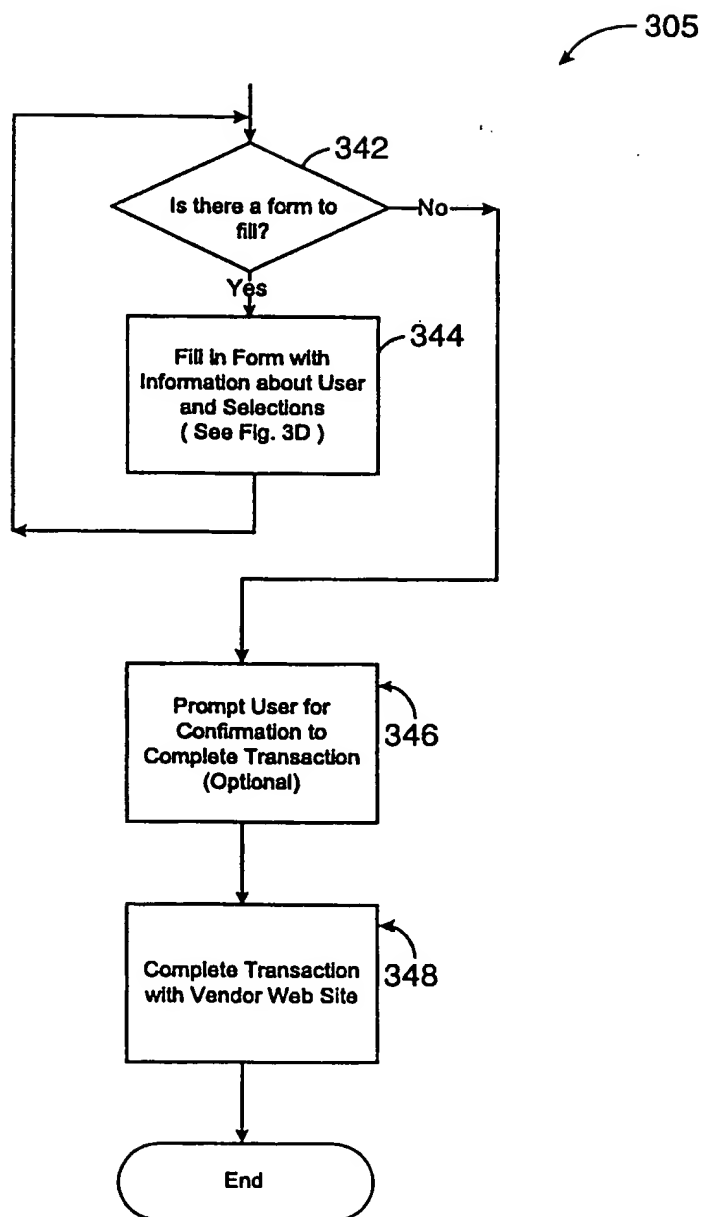 305
342
Is there a form to
fill?
No
Yes
344
Fill in Form with
Information about User
and Selections
( See Fig. 3D )
Prompt User for
Confirmation to
Complete Transaction
(Optional)
346
Complete Transaction
with Vendor Web Site
348
End